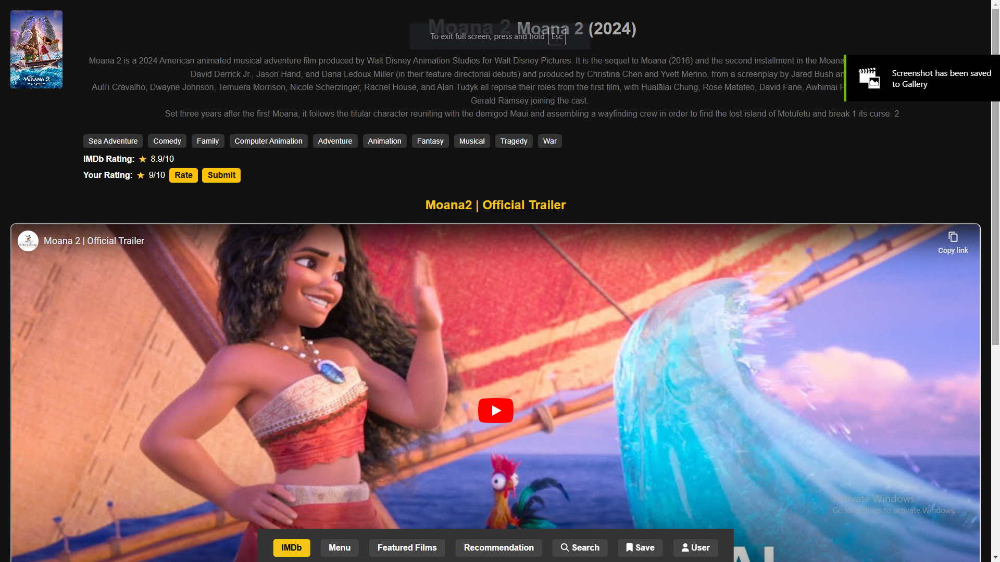 Moana 2 Moana 2 (2024)
To exit full screen, press and hold Esc
Moana 2 is a 2024 American animated musical adventure film produced by Walt Disney Animation Studios for Walt Disney Pictures. It is the sequel to Moana (2016) and the second installment in the Moana
David Derrick Jr., Jason Hand, and Dana Ledoux Miller (in their feature directorial debuts) and produced by Christina Chen and Yvett Merino, from a screenplay by Jared Bush
Auliʻi Cravalho, Dwayne Johnson, Temuera Morrison, Nicole Scherzinger, Rachel House, and Alan Tudyk all reprise their roles from the first film, with Hualālai Chung, Rose Matafeo, David Fane, Awhimai
Gerald Ramsey joining the cast.
Set three years after the first Moana, it follows the titular character reuniting with the demigod Maui and assembling a wayfinding crew in order to find the lost island of Motufetu and break 1 its curse. 2
Screenshot has been saved
to Gallery
MOANA 2
Sea Adventure Comedy Family Computer Animation Adventure Animation Fantasy Musical Tragedy War
IMDb Rating: ★ 8.9/10
Your Rating: ★ 9/10 Rate Submit
Moana2 | Official Trailer
Moana 2 | Official Trailer
Copy link
Activate Windows
Go to Settings to activate Windows.
IMDb Menu Featured Films Recommendation Search Save User